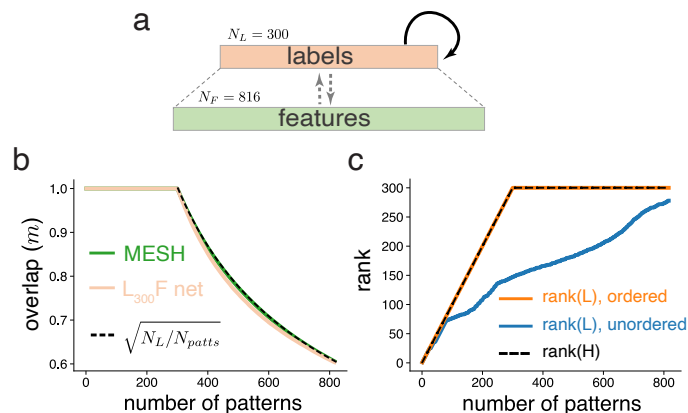 a
N_L = 300
labels
N_F = 816
features
b
overlap (m)
1.0
0.9
0.8
0.7
0.6
MESH
L_300F net
√N_L/N_patts
0 200 400 600 800
number of patterns
c
rank
300
250
200
150
100
50
0
rank(L), ordered
rank(L), unordered
rank(H)
0 200 400 600 800
number of patterns